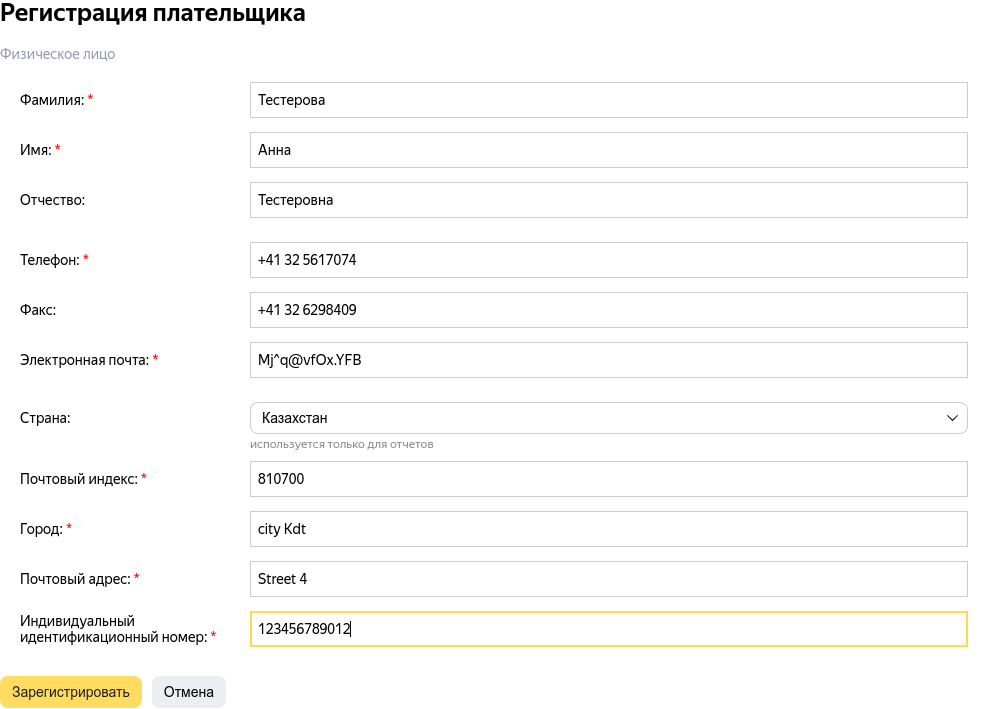 Регистрация плательщика
Физическое лицо
Фамилия: * Тестерова
Имя: * Анна
Отчество: Тестеровна
Телефон: * +41 32 5617074
Факс: +41 32 6298409
Электронная почта: * Mj^q@vfOx.YFB
Страна: Казахстан
используется только для отчетов
Почтовый индекс: * 810700
Город: * city Kdt
Почтовый адрес: * Street 4
Индивидуальный
идентификационный номер: * 123456789012
Зарегистрировать Отмена